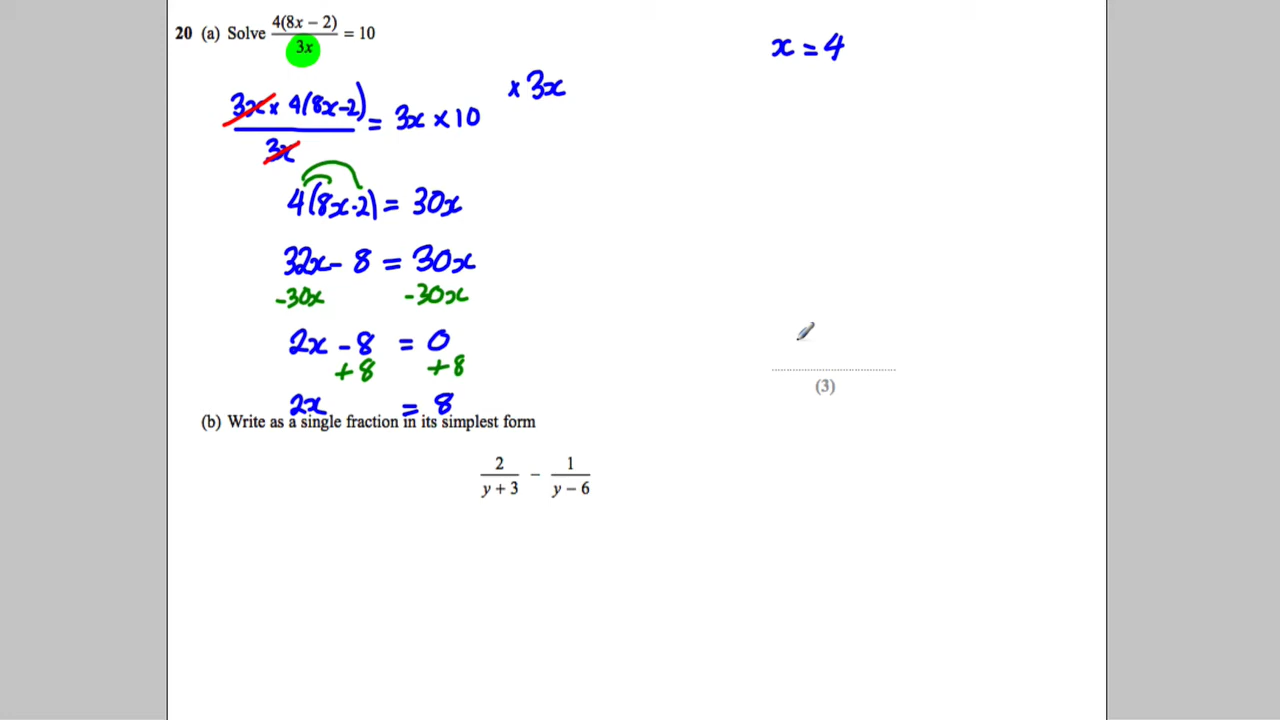 20 (a) Solve 4(8x − 2) / 3x = 10
x = 4
× 3x
3x × 4(8x-2) / 3x = 3x × 10
4(8x-2) = 30x
32x - 8 = 30x
-30x -30x
2x - 8 = 0
+8 +8
2x = 8
(3)
(b) Write as a single fraction in its simplest form
2 / y + 3 − 1 / y − 6